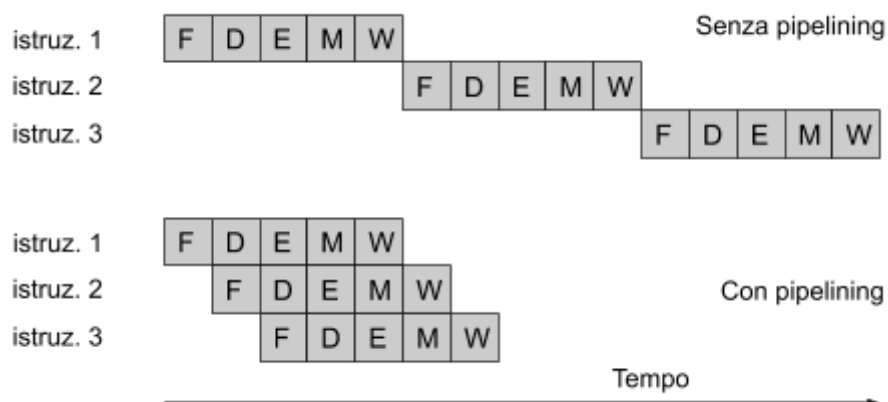 Senza pipelining
istruz. 1 F D E M W
istruz. 2 F D E M W
istruz. 3 F D E M W
istruz. 1 F D E M W
istruz. 2 F D E M W
Con pipelining
istruz. 3 F D E M W
Tempo